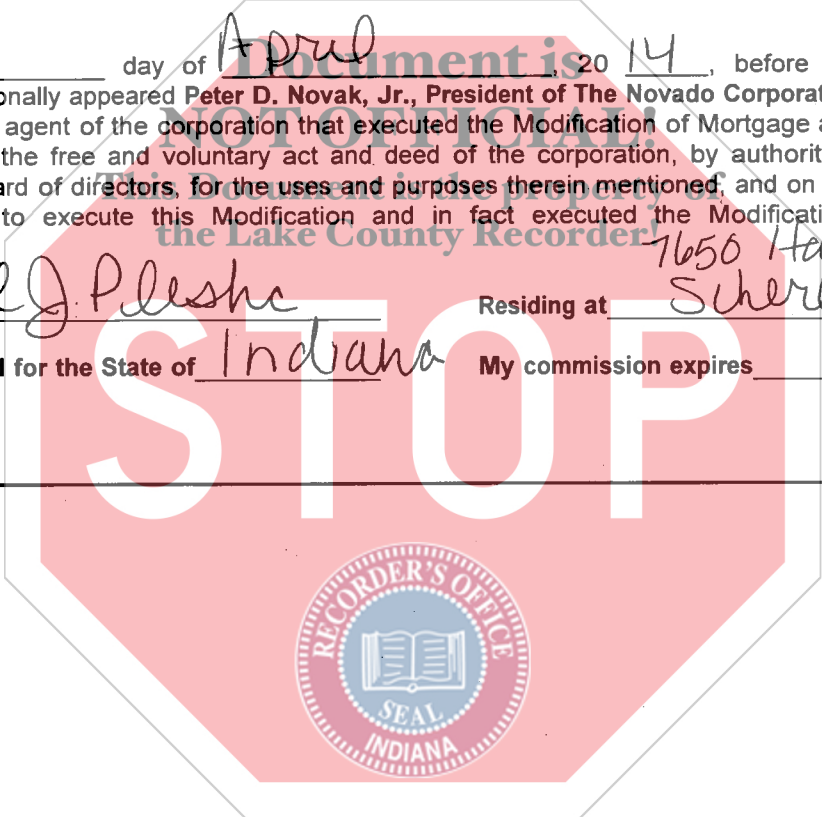 day of April, 20 14, before
Document is
onally appeared Peter D. Novak, Jr., President of The Novado Corporat
NOT OFFICIAL!
agent of the corporation that executed the Modification of Mortgage a
the free and voluntary act and deed of the corporation, by authorit
This Document is the property of
ard of directors, for the uses and purposes therein mentioned, and on
to execute this Modification and in fact executed the Modificati
the Lake County Recorder!
7650
J. Plesha Residing at Scher
for the State of Indiana My commission expires
STOP
RECORDER'S OFFICE
SEAL
INDIANA